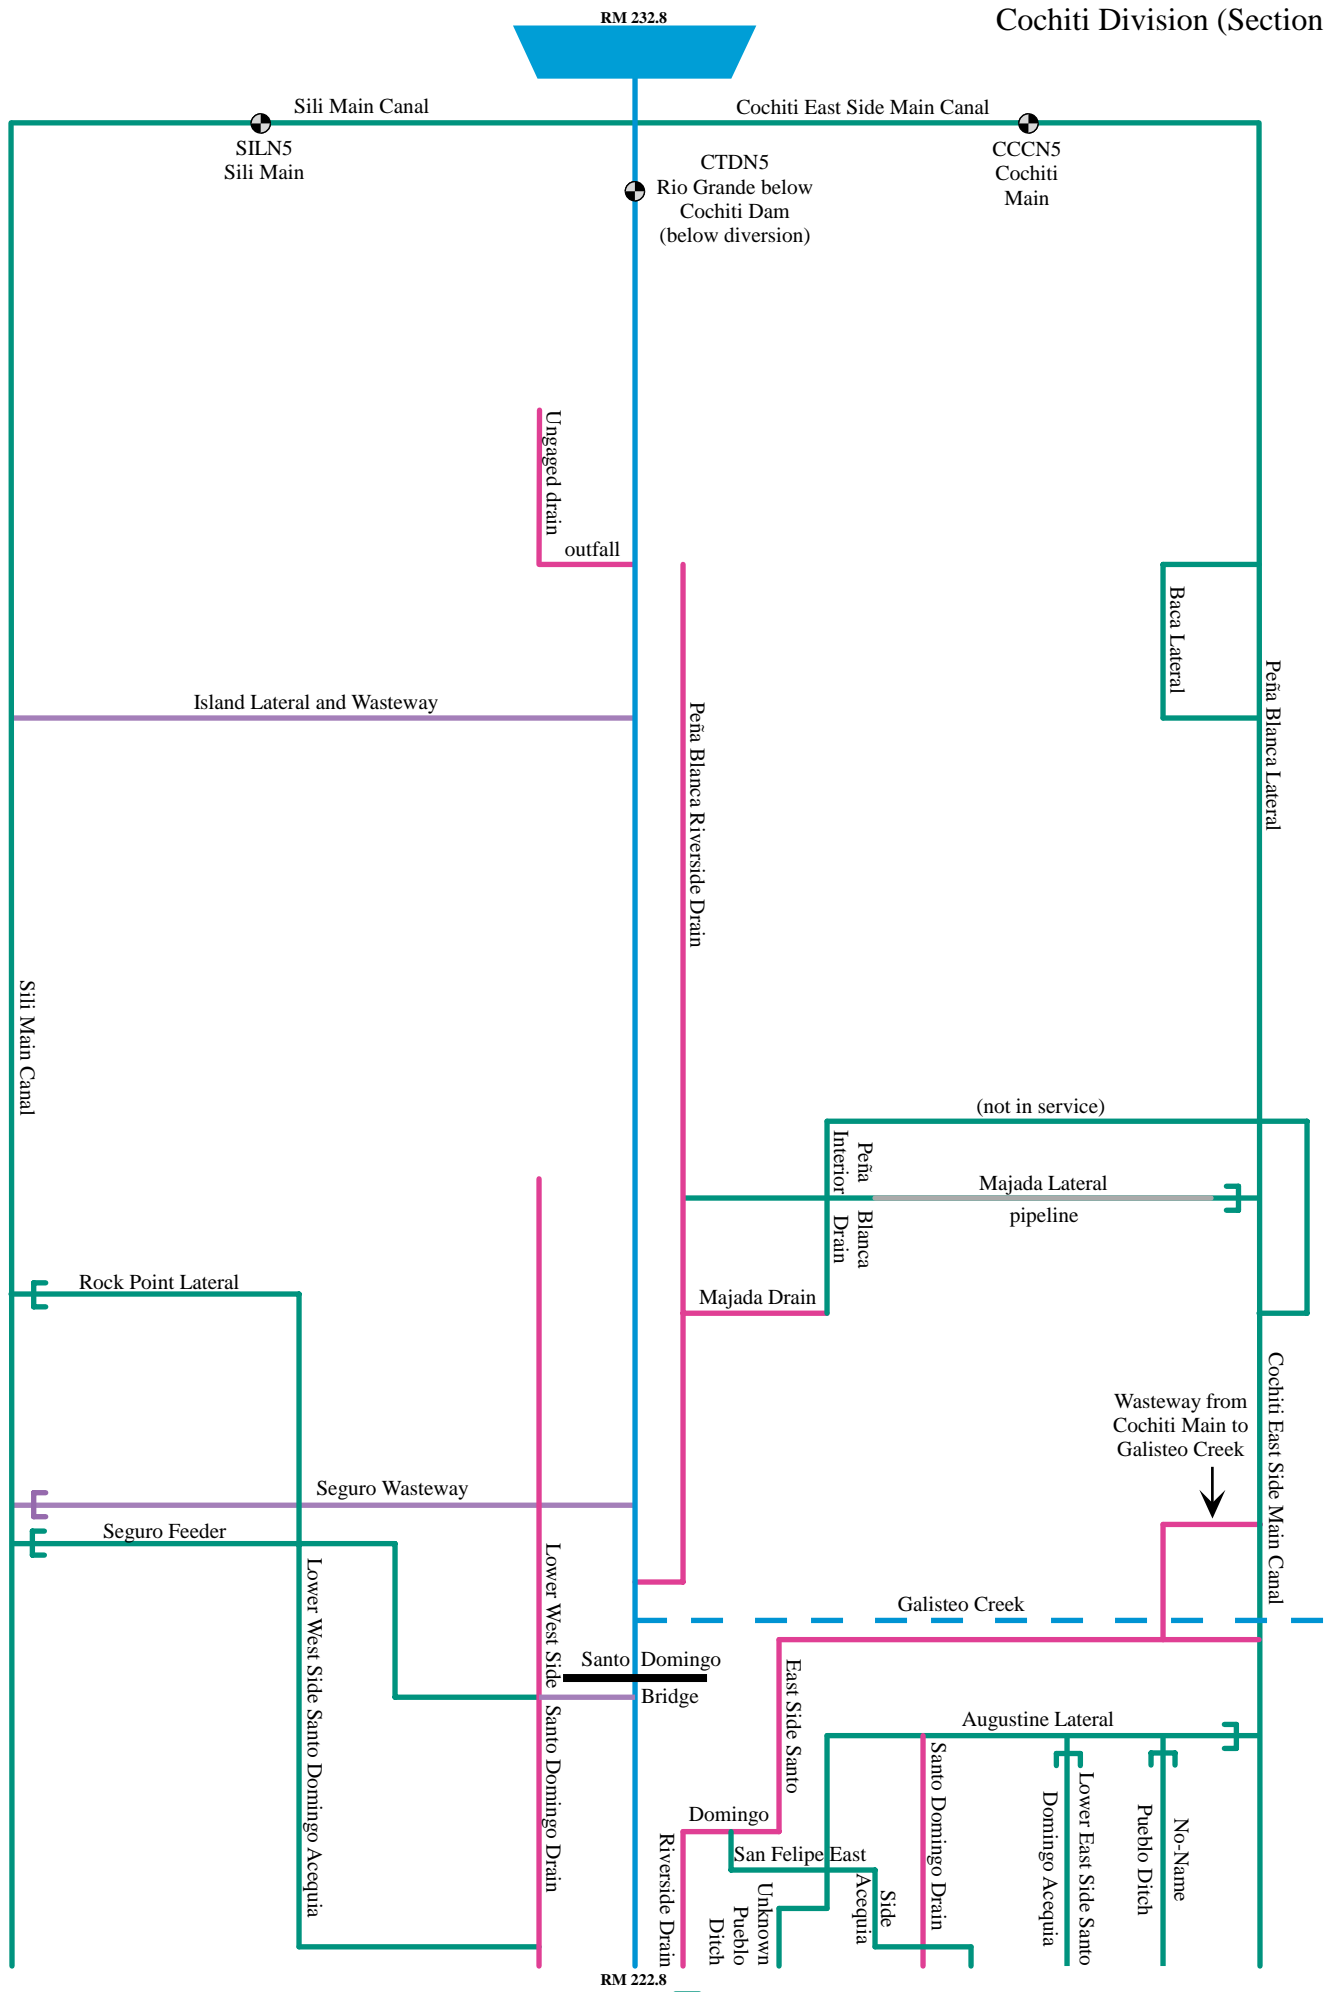 RM 232.8
Cochiti Division (Section
Sili Main Canal
Cochiti East Side Main Canal
SILN5
Sili Main
CTDN5
Rio Grande below
Cochiti Dam
(below diversion)
CCCN5
Cochiti
Main
Ungaged drain
outfall
Baca Lateral
Peña Blanca Lateral
Island Lateral and Wasteway
Peña Blanca Riverside Drain
Sili Main Canal
(not in service)
Peña Blanca
Interior Drain
Majada Lateral
pipeline
Rock Point Lateral
Majada Drain
Cochiti East Side Main Canal
Wasteway from
Cochiti Main to
Galisteo Creek
Seguro Wasteway
Seguro Feeder
Lower West Side Santo Domingo Acequia
Lower West Side Santo Domingo Drain
Galisteo Creek
Santo Domingo
Bridge
East Side Santo
Domingo
Riverside Drain
Augustine Lateral
San Felipe East
Side
Acequia
Unknown
Pueblo
Ditch
Santo Domingo Drain
Lower East Side Santo
Domingo Acequia
No-Name
Pueblo Ditch
RM 222.8